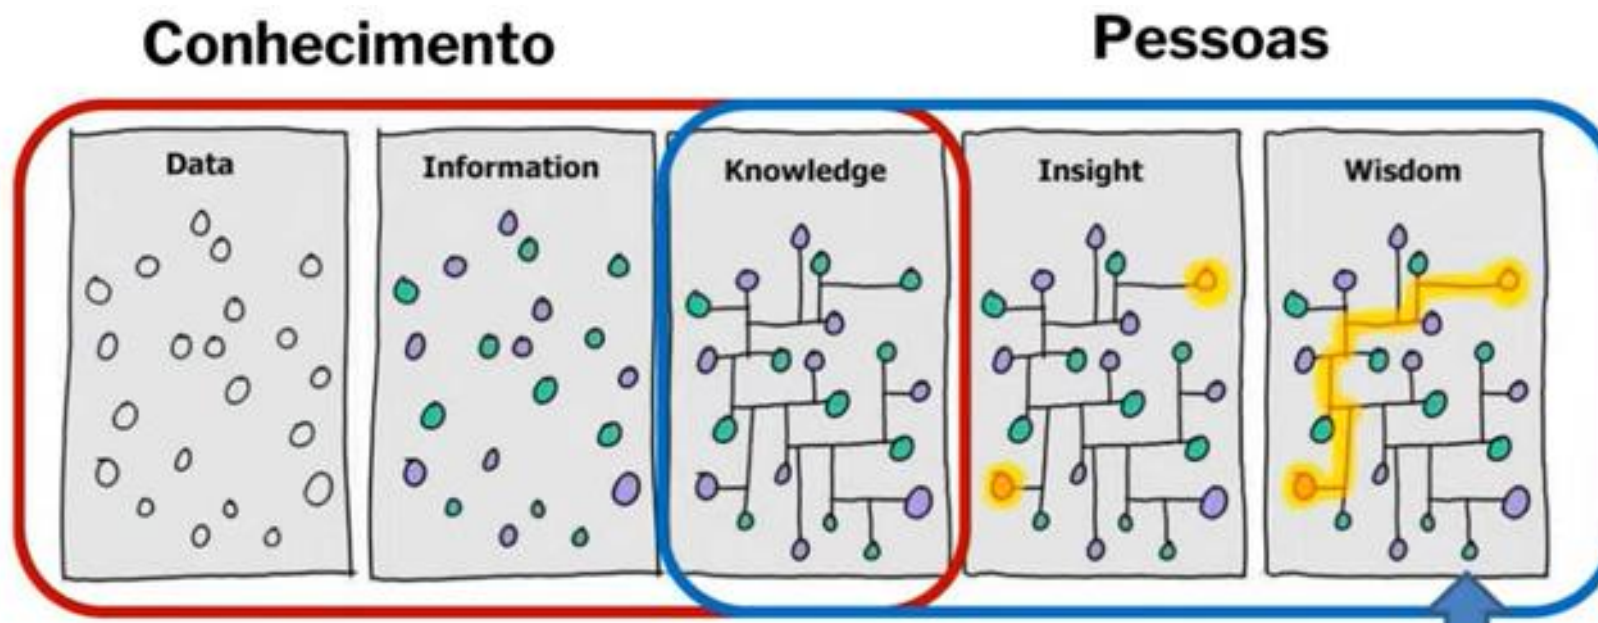 Conhecimento
Pessoas
Data
Information
Knowledge
Insight
Wisdom